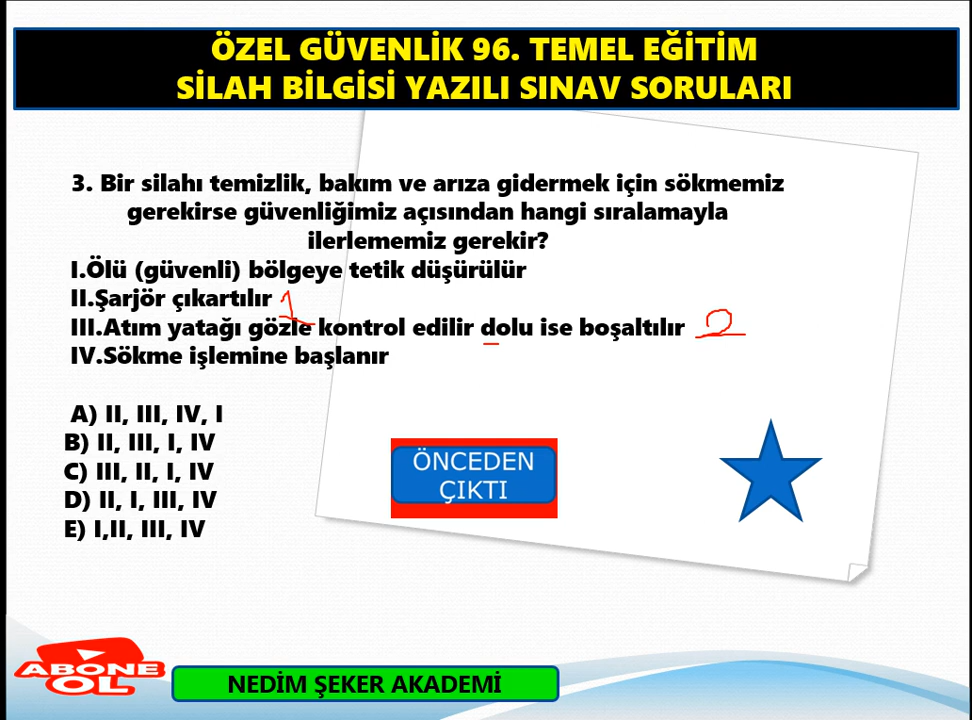 ÖZEL GÜVENLİK 96. TEMEL EĞİTİM
SİLAH BİLGİSİ YAZILI SINAV SORULARI
3. Bir silahı temizlik, bakım ve arıza gidermek için sökmemiz
gerekirse güvenliğimiz açısından hangi sıralamayla
ilerlememiz gerekir?
I.Ölü (güvenli) bölgeye tetik düşürülür
II.Şarjör çıkartılır 1
III.Atım yatağı gözle kontrol edilir dolu ise boşaltılır 2
IV.Sökme işlemine başlanır
A) II, III, IV, I
B) II, III, I, IV
C) III, II, I, IV
D) II, I, III, IV
E) I,II, III, IV
ÖNCEDEN
ÇIKTI
ABONE
OL
NEDİM ŞEKER AKADEMİ